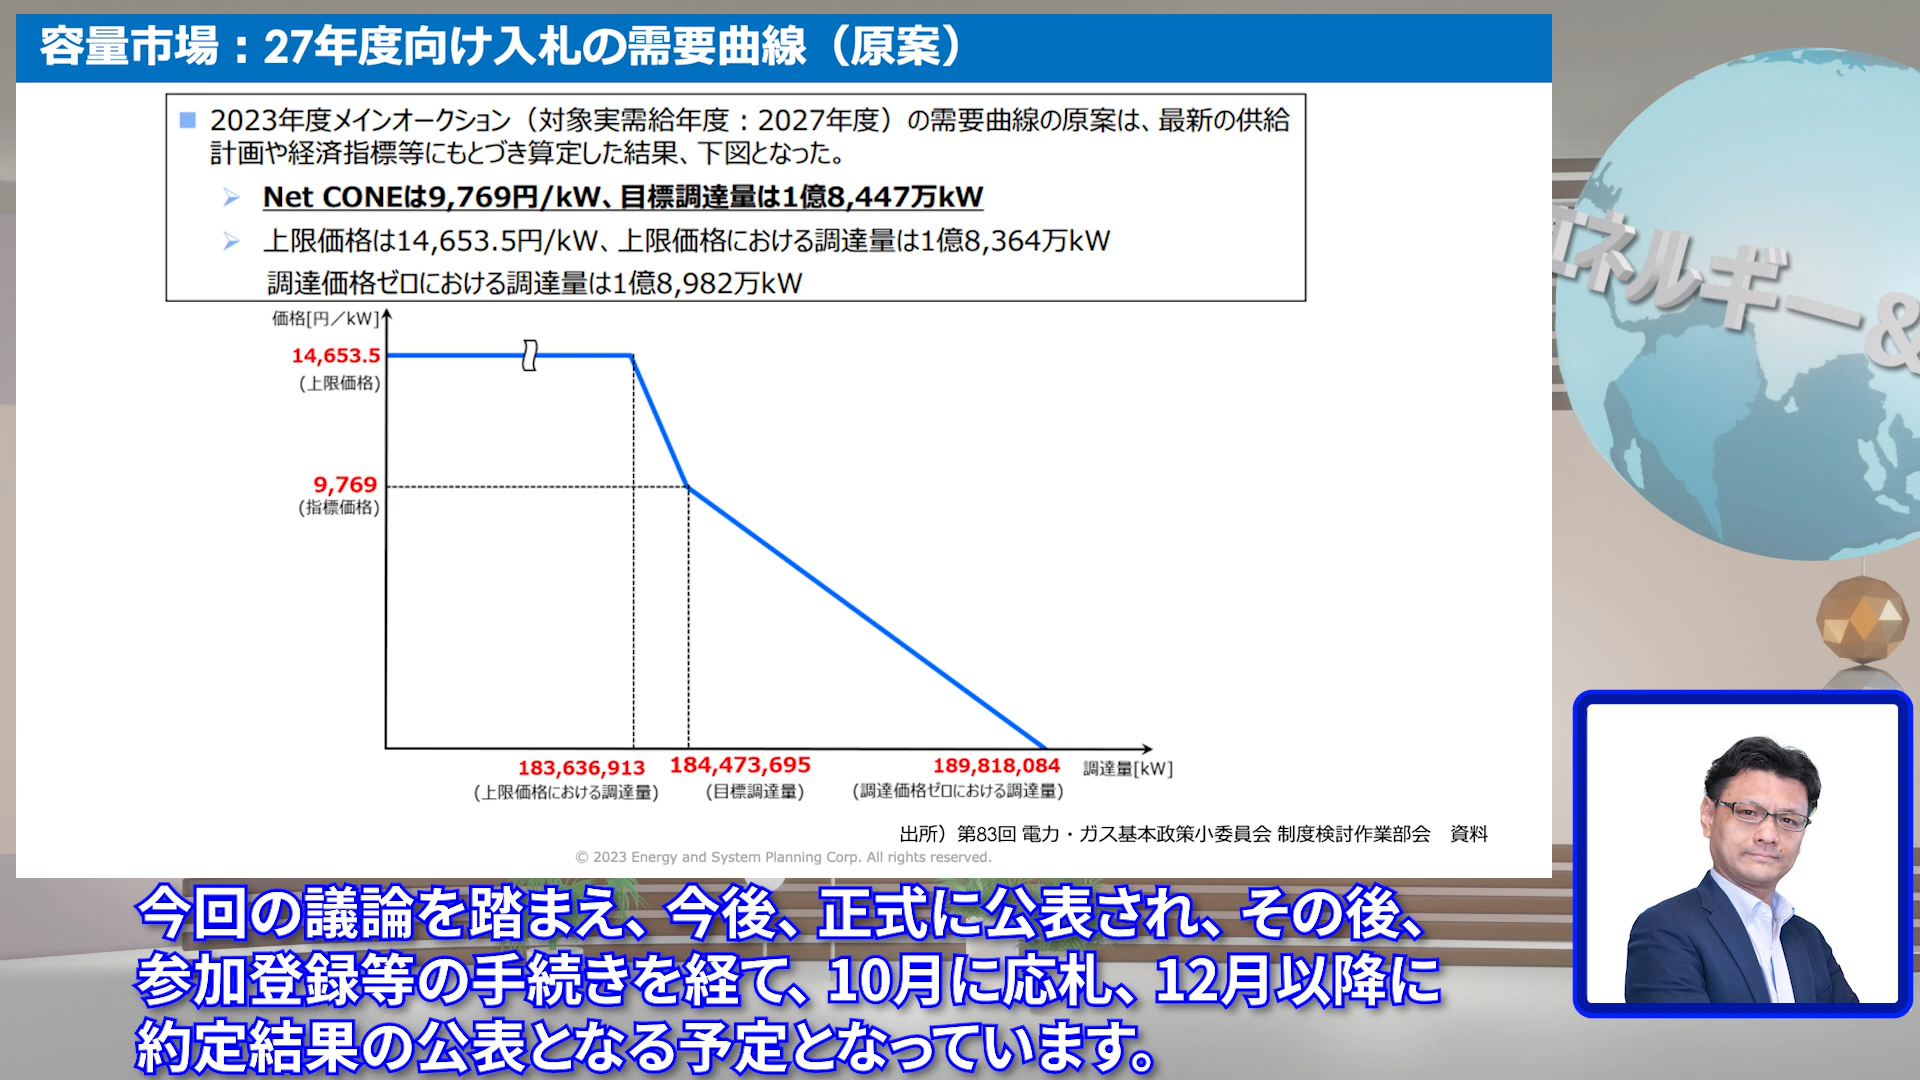 容量市場：27年度向け入札の需要曲線（原案）
2023年度メインオークション（対象実需給年度：2027年度）の需要曲線の原案は、最新の供給
計画や経済指標等にもとづき算定した結果、下図となった。
Net CONEは9,769円/kW、目標調達量は1億8,447万kW
上限価格は14,653.5円/kW、上限価格における調達量は1億8,364万kW
調達価格ゼロにおける調達量は1億8,982万kW
価格[円／kW]
14,653.5
(上限価格)
9,769
(指標価格)
183,636,913
(上限価格における調達量)
184,473,695
(目標調達量)
189,818,084
(調達価格ゼロにおける調達量)
調達量[kW]
出所）第83回 電力・ガス基本政策小委員会 制度検討作業部会　資料
© 2023 Energy and System Planning Corp. All rights reserved.
エネルギー&
今回の議論を踏まえ、今後、正式に公表され、その後、
参加登録等の手続きを経て、10月に応札、12月以降に
約定結果の公表となる予定となっています。